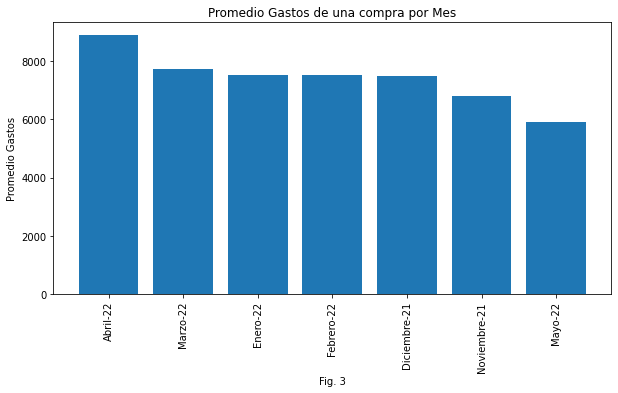 Promedio Gastos de una compra por Mes
Promedio Gastos
8000
6000
4000
2000
0
Abril-22
Marzo-22
Enero-22
Febrero-22
Diciembre-21
Noviembre-21
Mayo-22
Fig. 3